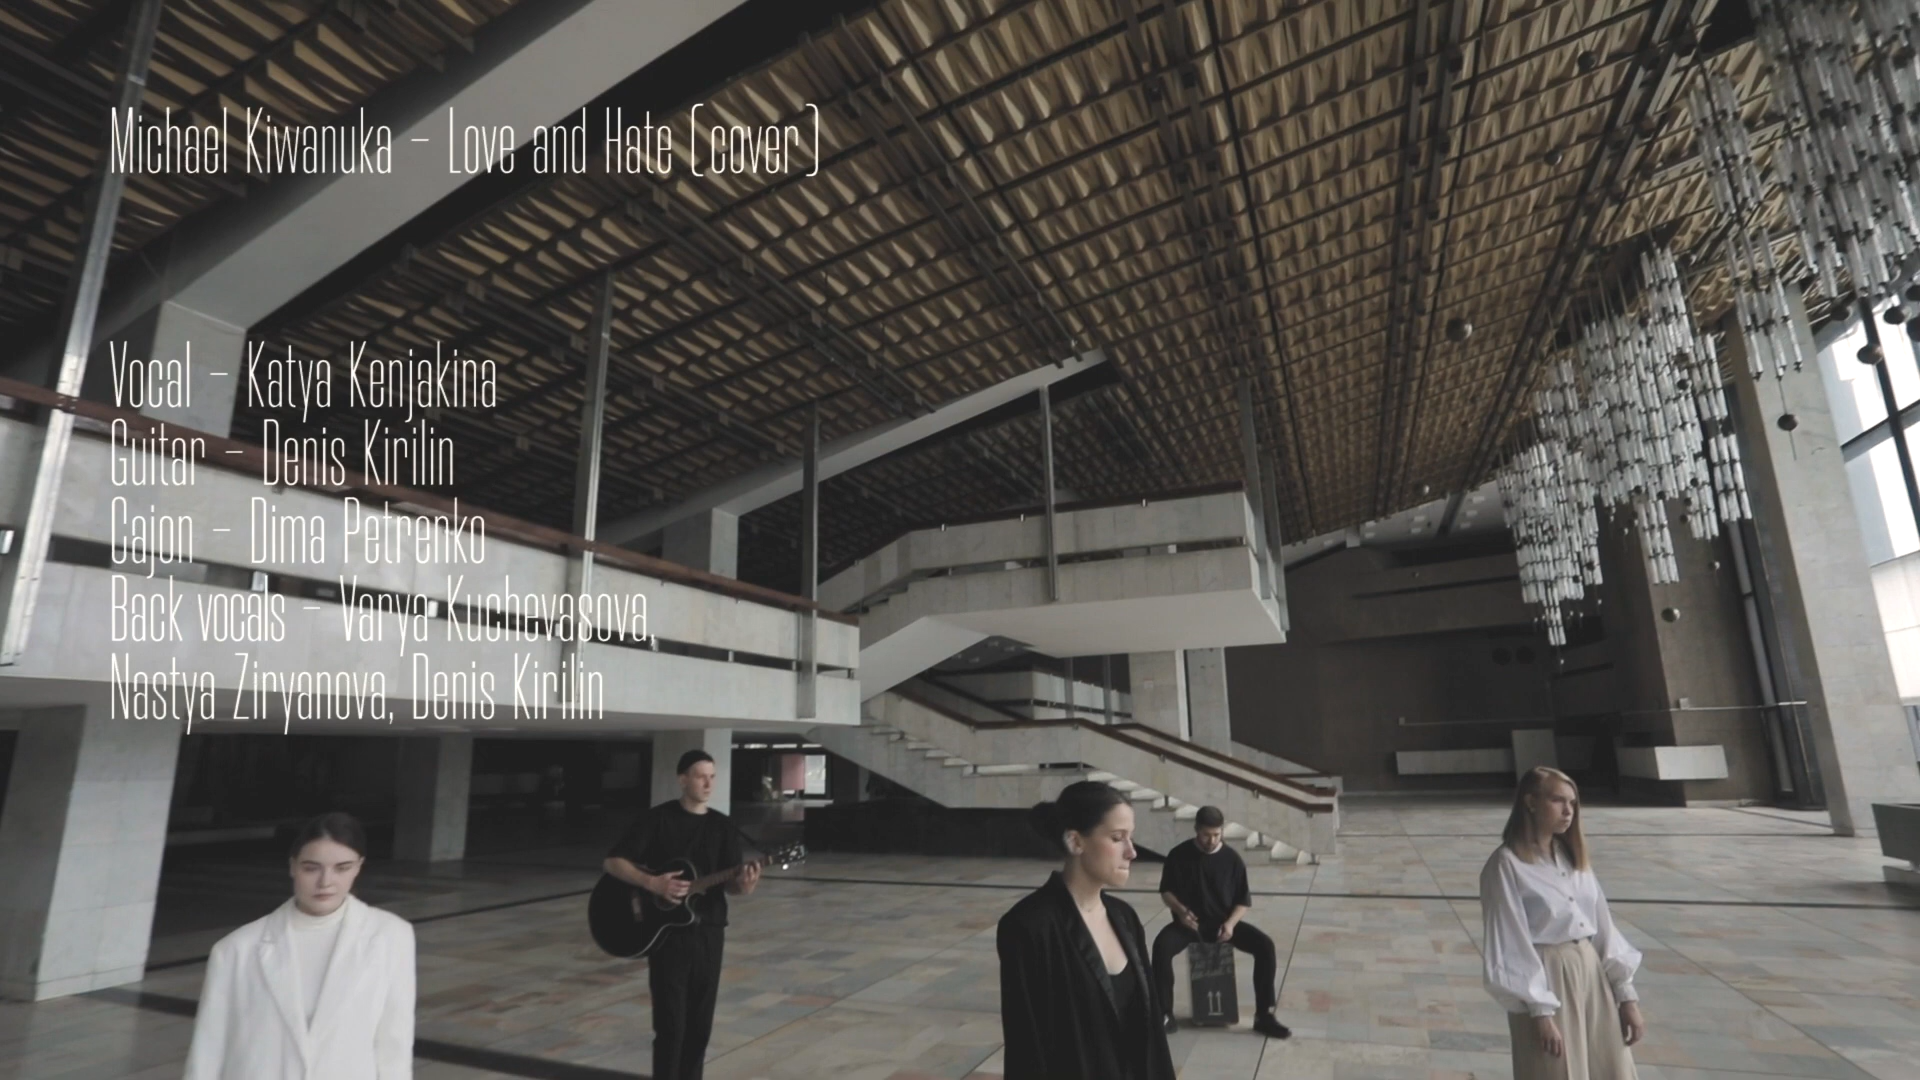 Michael Kiwanuka - Love and Hate (cover)
Vocal - Katya Kenjakina
Guitar - Denis Kirilin
Cajon - Dima Petrenko
Back vocals - Varya Kuchevasova,
Nastya Ziryanova, Denis Kirilin